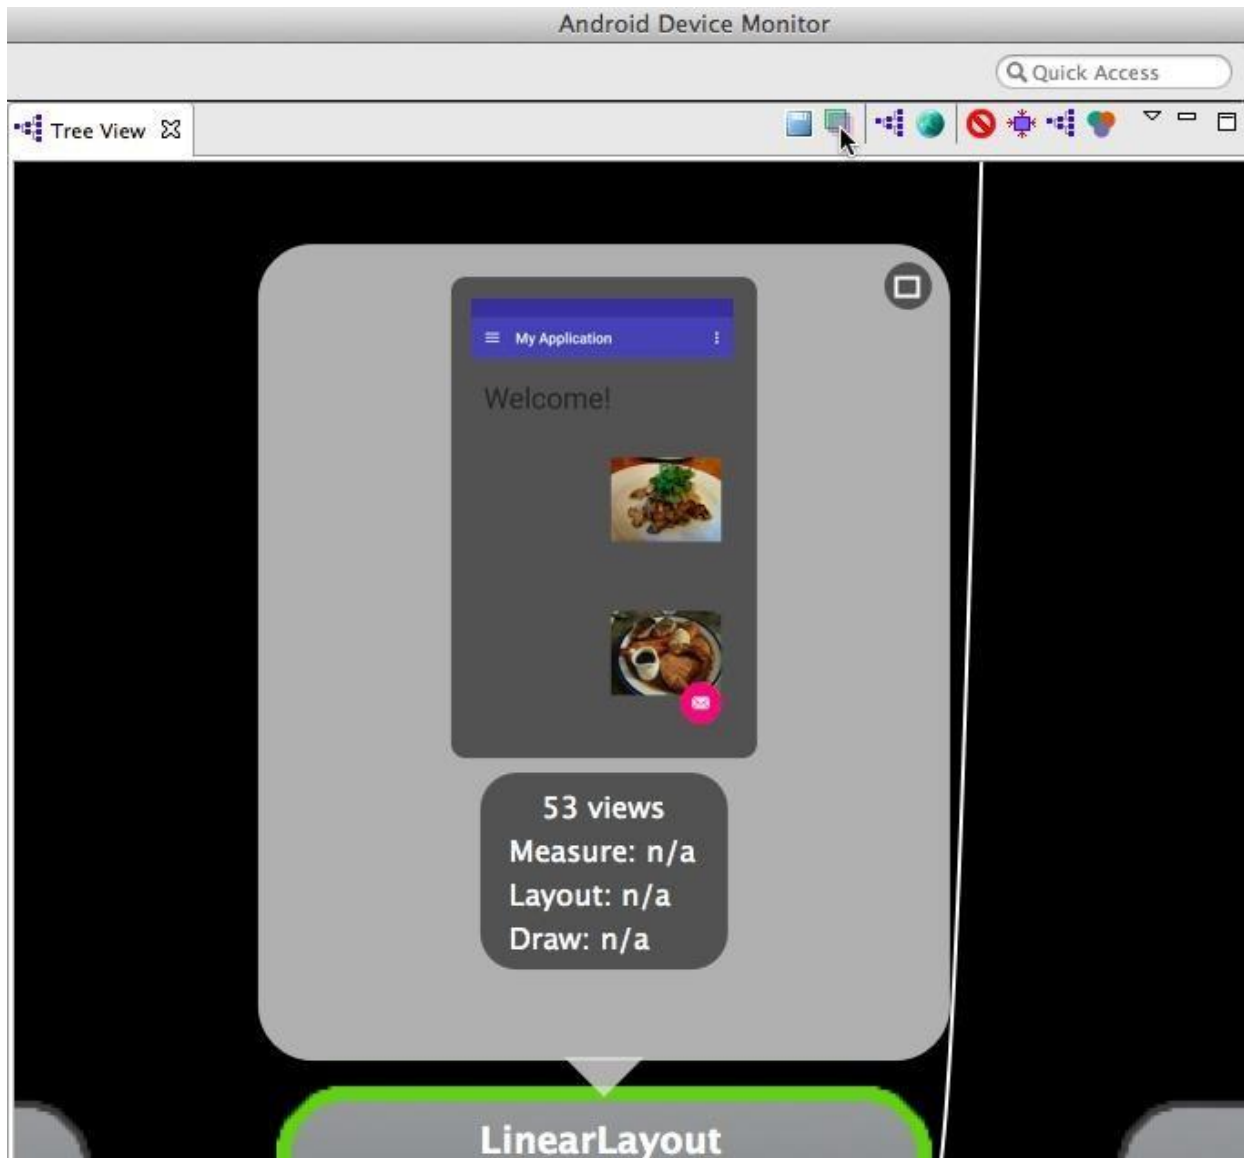 Android Device Monitor
Quick Access
Tree View
My Application
Welcome!
53 views
Measure: n/a
Layout: n/a
Draw: n/a
LinearLayout